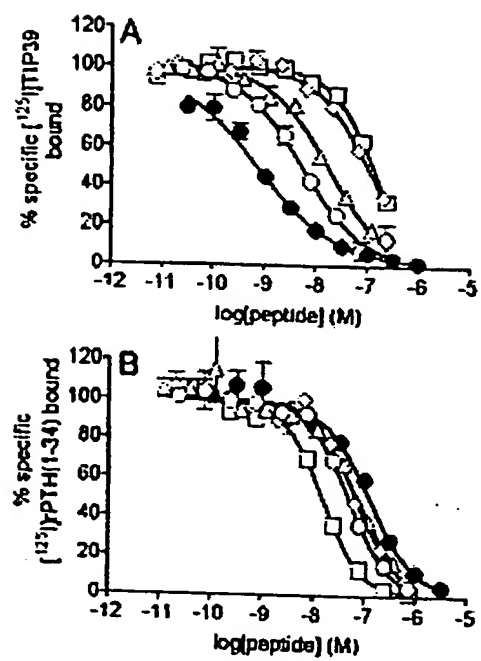 A
120
100
80
60
40
20
0
% specific [¹²⁵I]TIP39
bound
-12 -11 -10 -9 -8 -7 -6 -5
log[peptide] (M)
B
120
100
80
60
40
20
0
% specific
[¹²⁵I]rPTH(1-34) bound
-12 -11 -10 -9 -8 -7 -6 -5
log[peptide] (M)